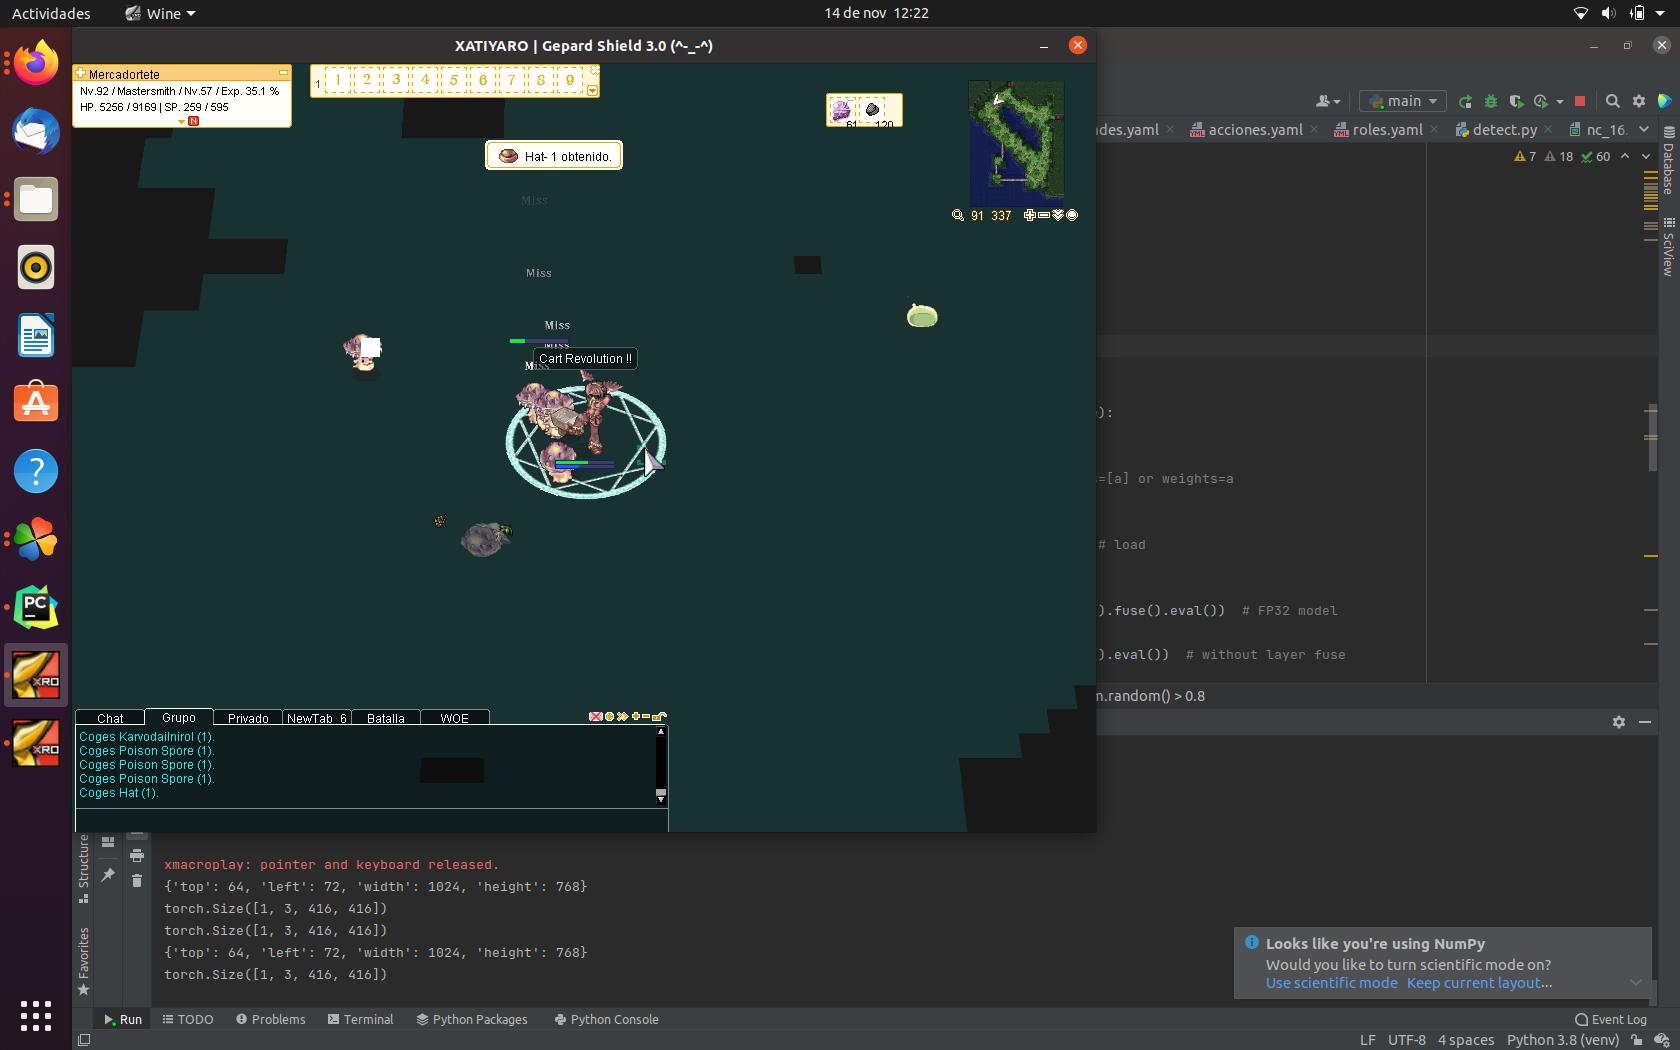 Actividades
Wine
14 de nov 12:22
XATIYARO | Gepard Shield 3.0 (^-_-^)
Mercadortete
Nv.92 / Mastersmith / Nv.57 / Exp. 35.1 %
HP. 5256 / 9169 | SP. 259 / 595
N
1 1 2 3 4 5 6 7 8 9
61 120
Hat- 1 obtenido.
91 337
Miss
Miss
Miss
Miss
Cart Revolution !!
Miss
Chat Grupo Privado NewTab_6 Batalla WOE
Coges Karvodailnirol (1).
Coges Poison Spore (1).
Coges Poison Spore (1).
Coges Poison Spore (1).
Coges Hat (1).
main
des.yaml acciones.yaml roles.yaml detect.py nc_16.
7 18 60
Database
SciView
):
=[a] or weights=a
# load
).fuse().eval()) # FP32 model
).eval()) # without layer fuse
m.random() > 0.8
PC
XRO
XRO
Structure
Favorites
xmacroplay: pointer and keyboard released.
{'top': 64, 'left': 72, 'width': 1024, 'height': 768}
torch.Size([1, 3, 416, 416])
torch.Size([1, 3, 416, 416])
{'top': 64, 'left': 72, 'width': 1024, 'height': 768}
torch.Size([1, 3, 416, 416])
Looks like you're using NumPy
Would you like to turn scientific mode on?
Use scientific mode Keep current layout...
Run TODO Problems Terminal Python Packages Python Console
Event Log
LF UTF-8 4 spaces Python 3.8 (venv)